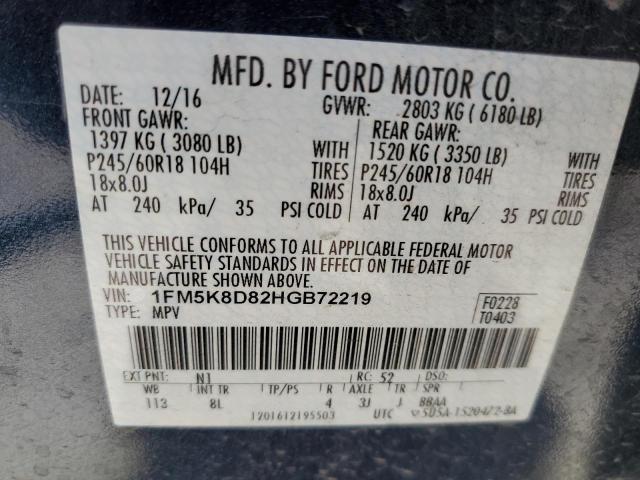 MFD. BY FORD MOTOR CO.
DATE: 12/16 GVWR: 2803 KG ( 6180 LB)
FRONT GAWR: REAR GAWR:
1397 KG ( 3080 LB) WITH 1520 KG ( 3350 LB) WITH
P245/60R18 104H TIRES P245/60R18 104H TIRES
18x8.0J RIMS 18x8.0J RIMS
AT 240 kPa/ 35 PSI COLD AT 240 kPa/ 35 PSI COLD
THIS VEHICLE CONFORMS TO ALL APPLICABLE FEDERAL MOTOR
VEHICLE SAFETY STANDARDS IN EFFECT ON THE DATE OF
MANUFACTURE SHOWN ABOVE.
VIN: 1FM5K8D82HGB72219 F0228
TYPE: MPV T0403
EXT PNT: N1 RC: 52 DSO:
WB INT TR TP/PS R AXLE TR SPR
113 8L 4 3J J 88AA
1201612195503 UTC 5D5A-1520472-BA